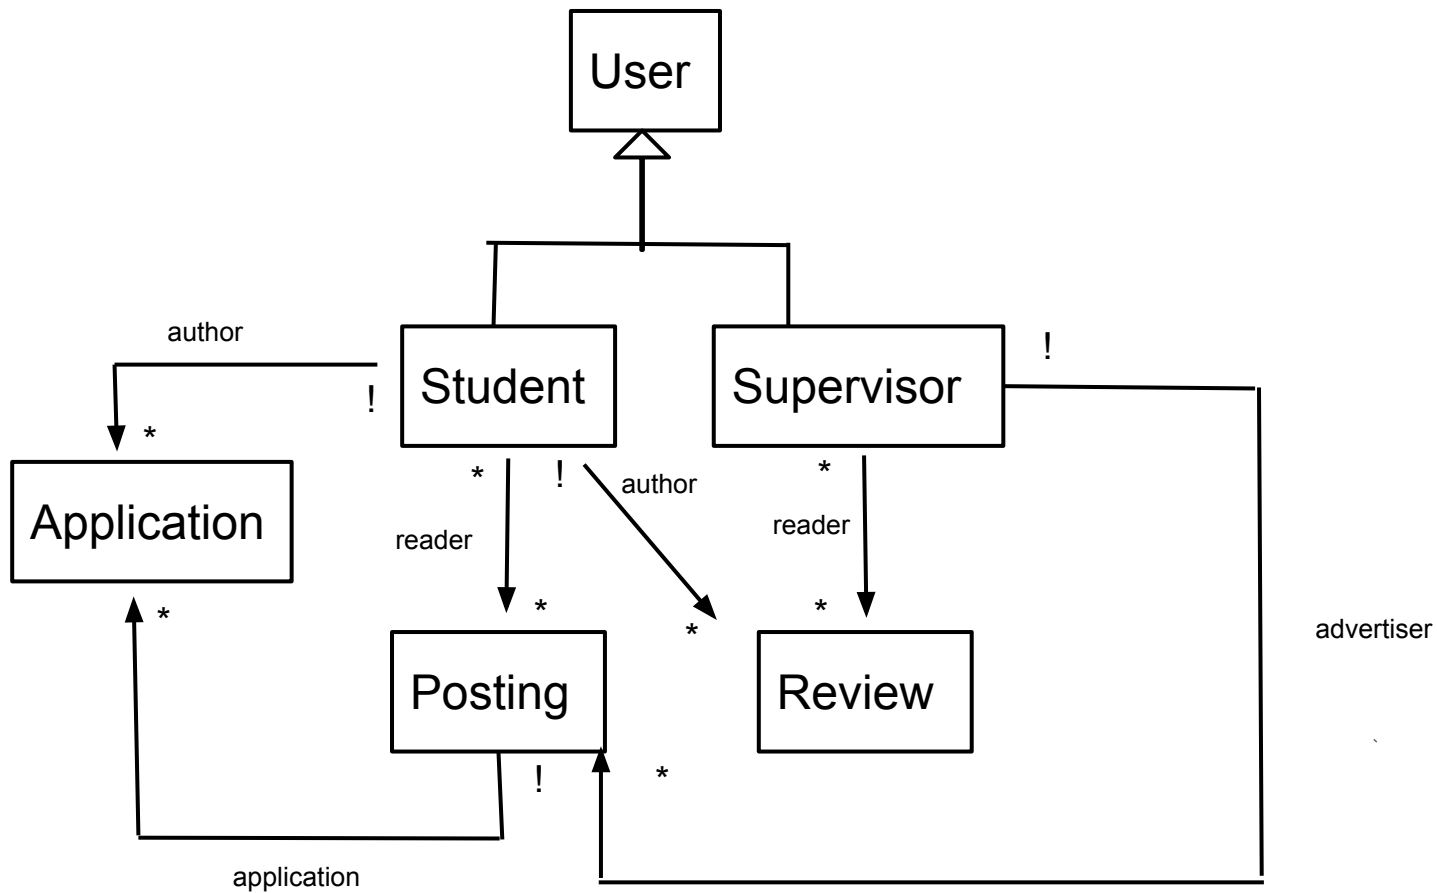 User
author
!
Student
Supervisor
!
!
*
Application
*
!
author
*
reader
reader
*
*
*
*
advertiser
Posting
Review
`
!
*
application